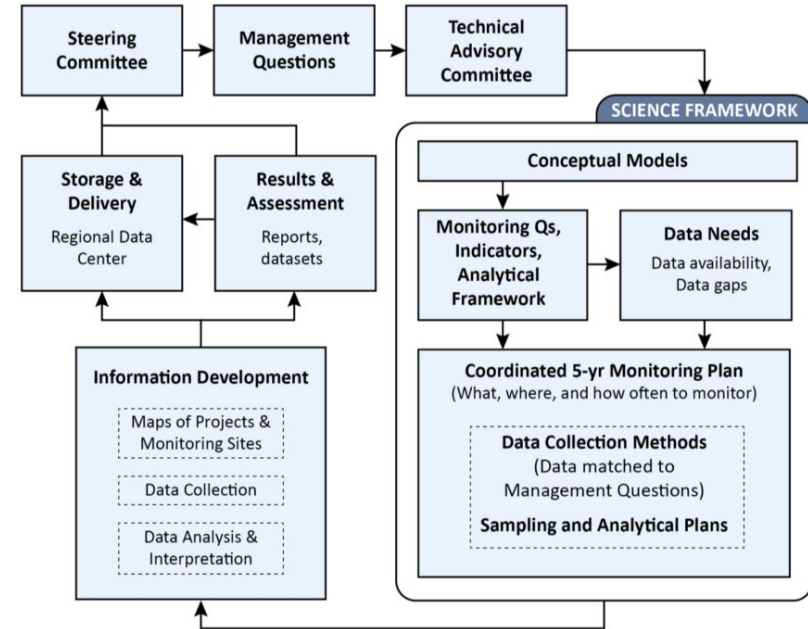 Steering
Committee
Management
Questions
Technical
Advisory
Committee
SCIENCE FRAMEWORK
Conceptual Models
Monitoring Qs,
Indicators,
Analytical
Framework
Data Needs
Data availability,
Data gaps
Coordinated 5-yr Monitoring Plan
(What, where, and how often to monitor)
Data Collection Methods
(Data matched to
Management Questions)
Sampling and Analytical Plans
Storage &
Delivery
Regional Data
Center
Results &
Assessment
Reports,
datasets
Information Development
Maps of Projects &
Monitoring Sites
Data Collection
Data Analysis &
Interpretation